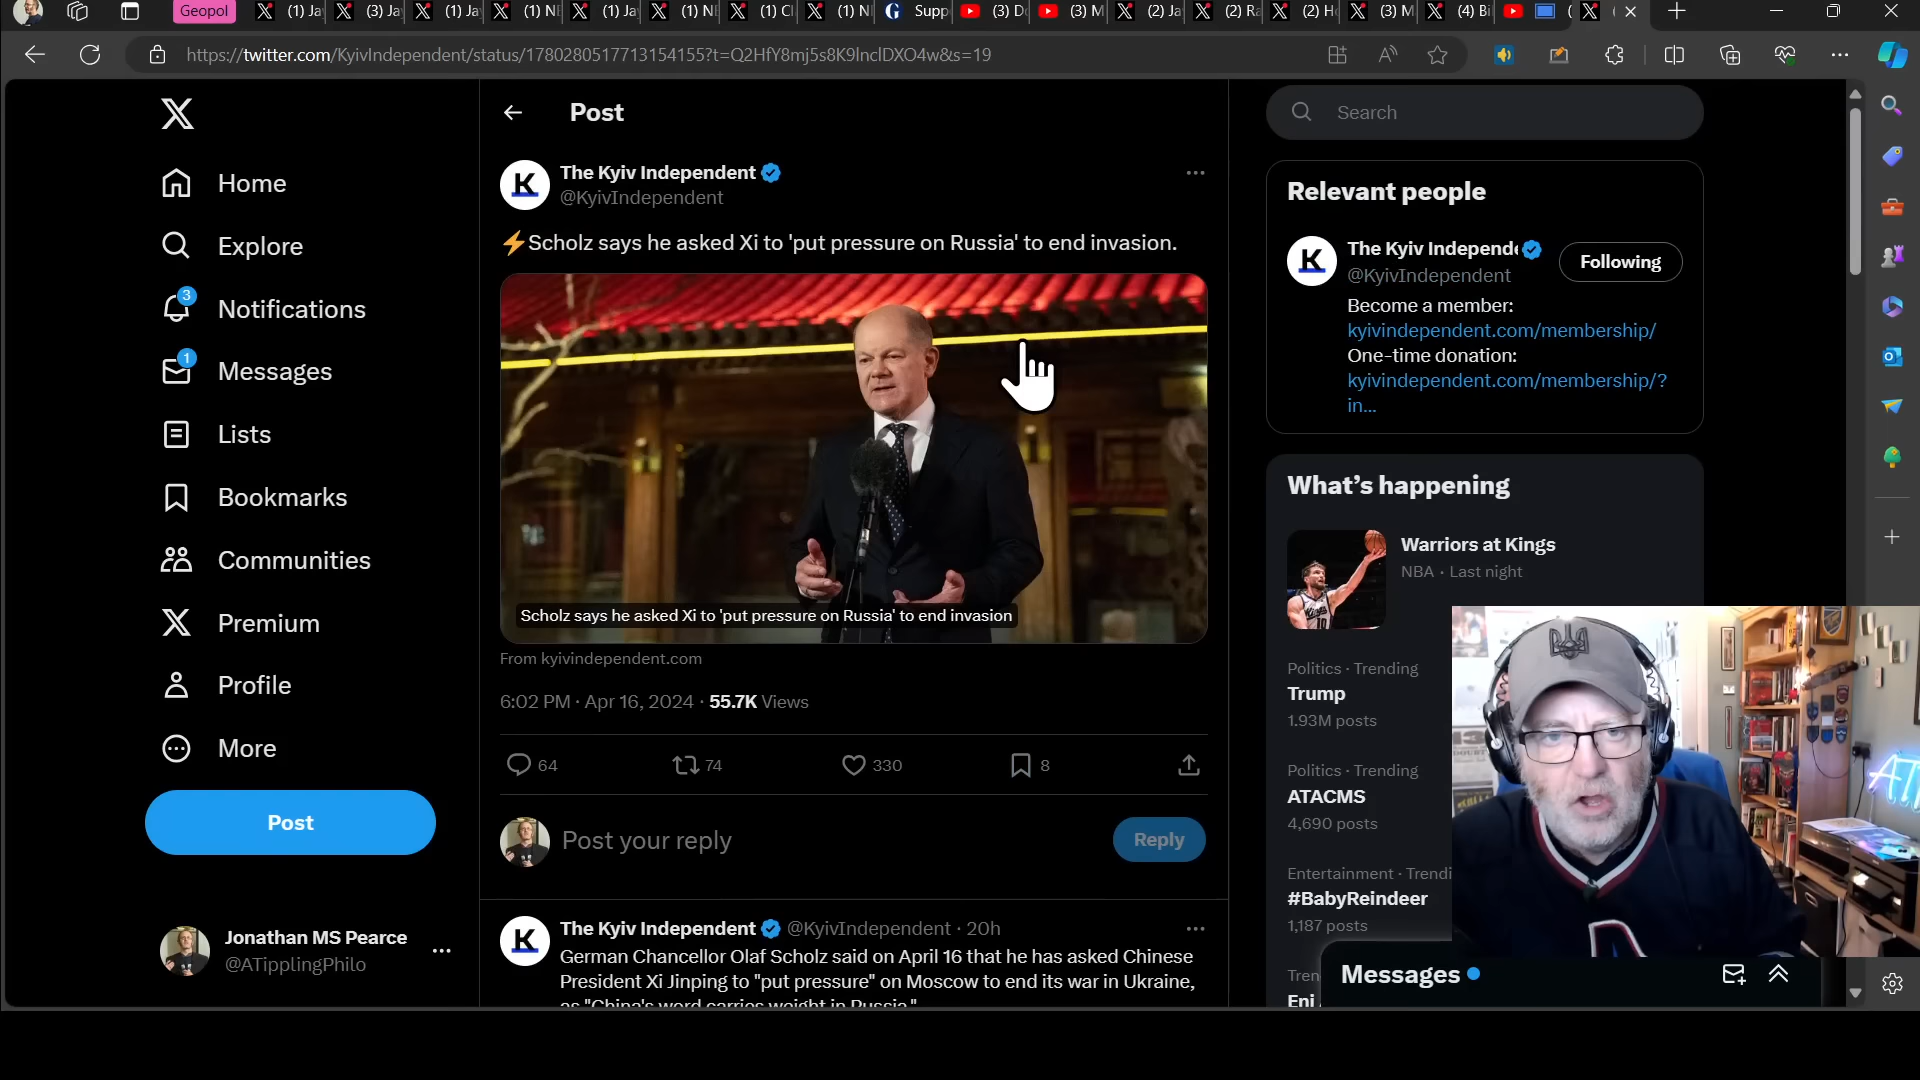 Geopol
(1) Ja
(3) Ja
(1) Ja
(1) NE
(1) Ja
(1) NE
(1) Cl
(1) N
Supp
(3) D
(3) M
(2) Ja
(2) Ra
(2) H
(3) M
(4) Bi
https://twitter.com/KyivIndependent/status/1780280517713154155?t=Q2HfY8mj5s8K9lnclDXO4w&s=19
Home
Explore
3
Notifications
1
Messages
Lists
Bookmarks
Communities
Premium
Profile
More
Post
Jonathan MS Pearce
@ATipplingPhilo
Post
The Kyiv Independent
@KyivIndependent
⚡Scholz says he asked Xi to 'put pressure on Russia' to end invasion.
Scholz says he asked Xi to 'put pressure on Russia' to end invasion
From kyivindependent.com
6:02 PM · Apr 16, 2024 · 55.7K Views
64 74 330 8
Post your reply
Reply
The Kyiv Independent @KyivIndependent · 20h
German Chancellor Olaf Scholz said on April 16 that he has asked Chinese
President Xi Jinping to "put pressure" on Moscow to end its war in Ukraine,
as "China's word carries weight in Russia."
Search
Relevant people
The Kyiv Independe
@KyivIndependent
Following
Become a member:
kyivindependent.com/membership/
One-time donation:
kyivindependent.com/membership/?
in...
What's happening
Warriors at Kings
NBA · Last night
Politics · Trending
Trump
1.93M posts
Politics · Trending
ATACMS
4,690 posts
Entertainment · Trendi
#BabyReindeer
1,187 posts
Tren
Eni
Messages